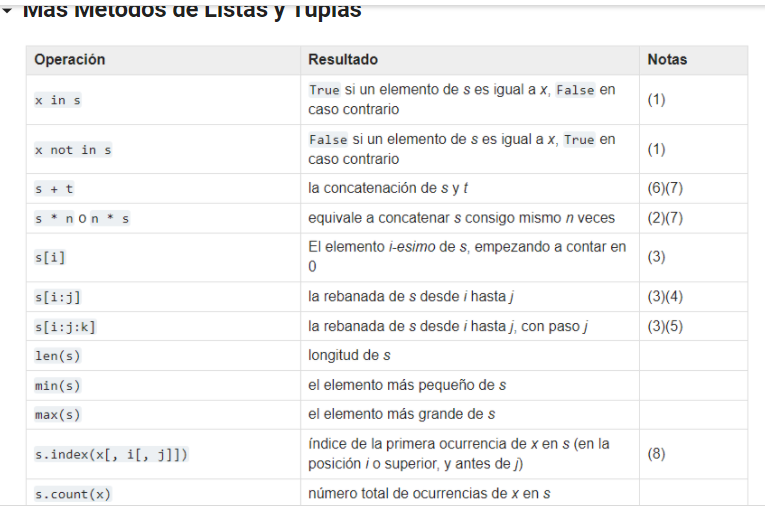 Más Métodos de Listas y Tuplas
Operación Resultado Notas
x in s True si un elemento de s es igual a x, False en (1)
caso contrario
x not in s False si un elemento de s es igual a x, True en (1)
caso contrario
s + t la concatenación de s y t (6)(7)
s * n o n * s equivale a concatenar s consigo mismo n veces (2)(7)
s[i] El elemento i-esimo de s, empezando a contar en (3)
0
s[i:j] la rebanada de s desde i hasta j (3)(4)
s[i:j:k] la rebanada de s desde i hasta j, con paso j (3)(5)
len(s) longitud de s
min(s) el elemento más pequeño de s
max(s) el elemento más grande de s
s.index(x[, i[, j]]) índice de la primera ocurrencia de x en s (en la (8)
posición i o superior, y antes de j)
s.count(x) número total de ocurrencias de x en s